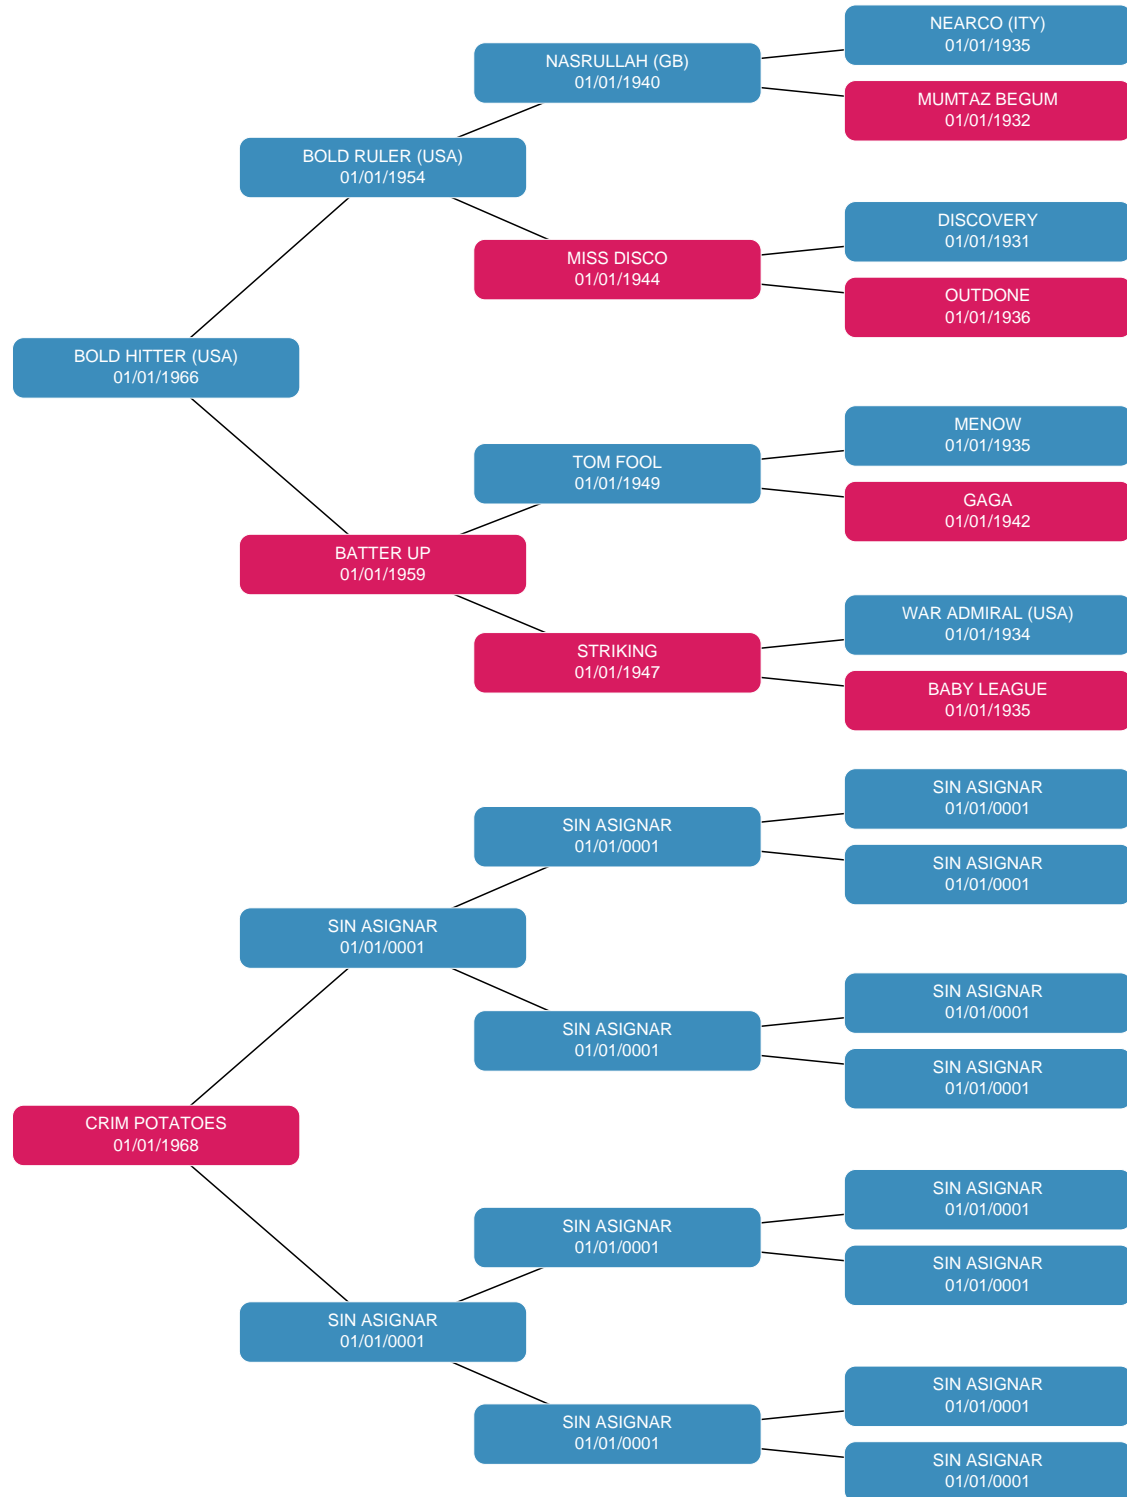 NEARCO (ITY)
01/01/1935
NASRULLAH (GB)
01/01/1940
MUMTAZ BEGUM
01/01/1932
BOLD RULER (USA)
01/01/1954
DISCOVERY
01/01/1931
MISS DISCO
01/01/1944
OUTDONE
01/01/1936
BOLD HITTER (USA)
01/01/1966
MENOW
01/01/1935
TOM FOOL
01/01/1949
GAGA
01/01/1942
BATTER UP
01/01/1959
WAR ADMIRAL (USA)
01/01/1934
STRIKING
01/01/1947
BABY LEAGUE
01/01/1935
SIN ASIGNAR
01/01/0001
SIN ASIGNAR
01/01/0001
SIN ASIGNAR
01/01/0001
SIN ASIGNAR
01/01/0001
SIN ASIGNAR
01/01/0001
SIN ASIGNAR
01/01/0001
SIN ASIGNAR
01/01/0001
CRIM POTATOES
01/01/1968
SIN ASIGNAR
01/01/0001
SIN ASIGNAR
01/01/0001
SIN ASIGNAR
01/01/0001
SIN ASIGNAR
01/01/0001
SIN ASIGNAR
01/01/0001
SIN ASIGNAR
01/01/0001
SIN ASIGNAR
01/01/0001